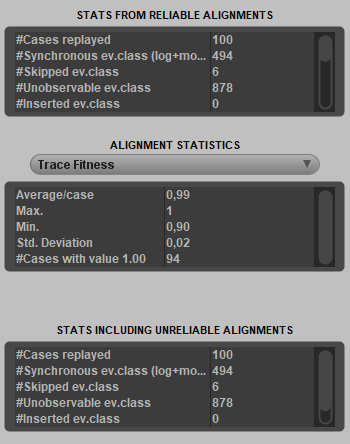 STATS FROM RELIABLE ALIGNMENTS
#Cases replayed 100
#Synchronous ev.class (log+mo... 494
#Skipped ev.class 6
#Unobservable ev.class 878
#Inserted ev.class 0
ALIGNMENT STATISTICS
Trace Fitness
Average/case 0,99
Max. 1
Min. 0,90
Std. Deviation 0,02
#Cases with value 1.00 94
STATS INCLUDING UNRELIABLE ALIGNMENTS
#Cases replayed 100
#Synchronous ev.class (log+mo... 494
#Skipped ev.class 6
#Unobservable ev.class 878
#Inserted ev.class 0